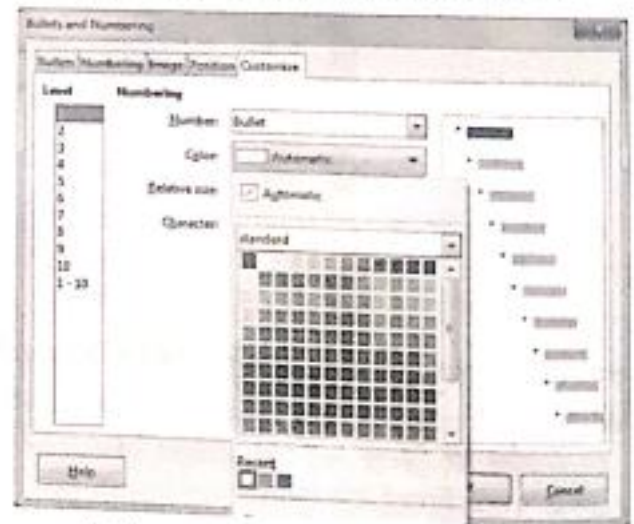 Bullets and Numbering
Bullets Numbering Image Position Customize
Level Numbering
Number: Bullet
Color: Automatic
Relative size: Automatic
Character:
standard
2
3
4
5
6
7
8
9
10
1 - 10
Recent
Help
Cancel